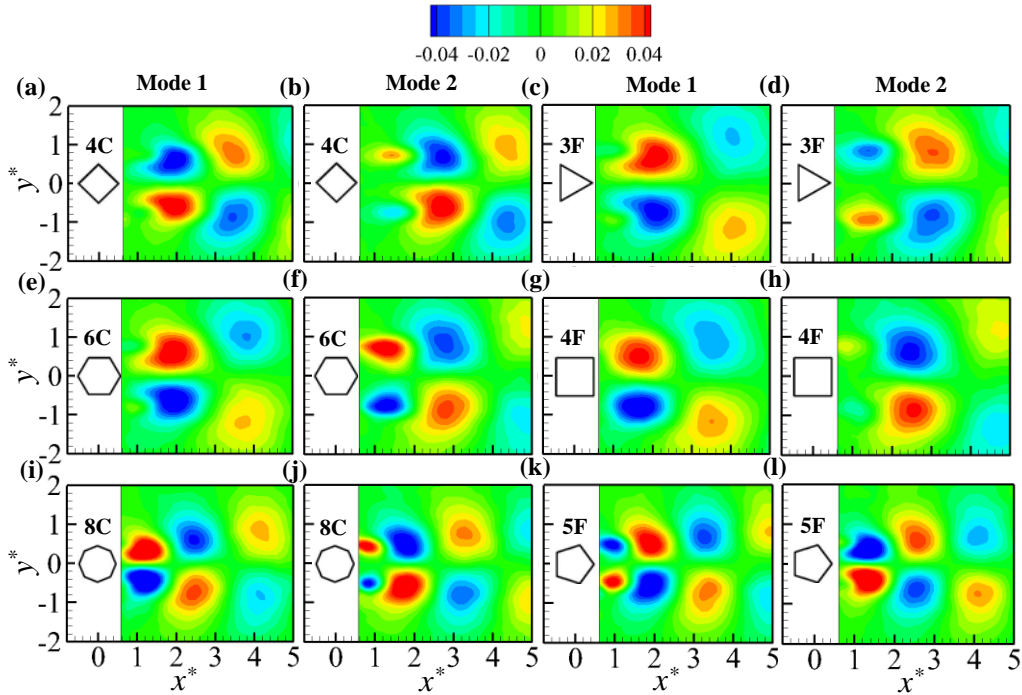 -0.04 -0.02 0 0.02 0.04
(a) Mode 1 (b) Mode 2 (c) Mode 1 (d) Mode 2
2 1 0 -1 -2
y*
4C 4C 3F 3F
(e) (f) (g) (h)
2 1 0 -1 -2
y*
6C 6C 4F 4F
(i) (j) (k) (l)
2 1 0 -1 -2
y*
8C 8C 5F 5F
0 1 2 3 4 5 0 1 2 3 4 5 0 1 2 3 4 5 0 1 2 3 4 5
x* x* x* x*